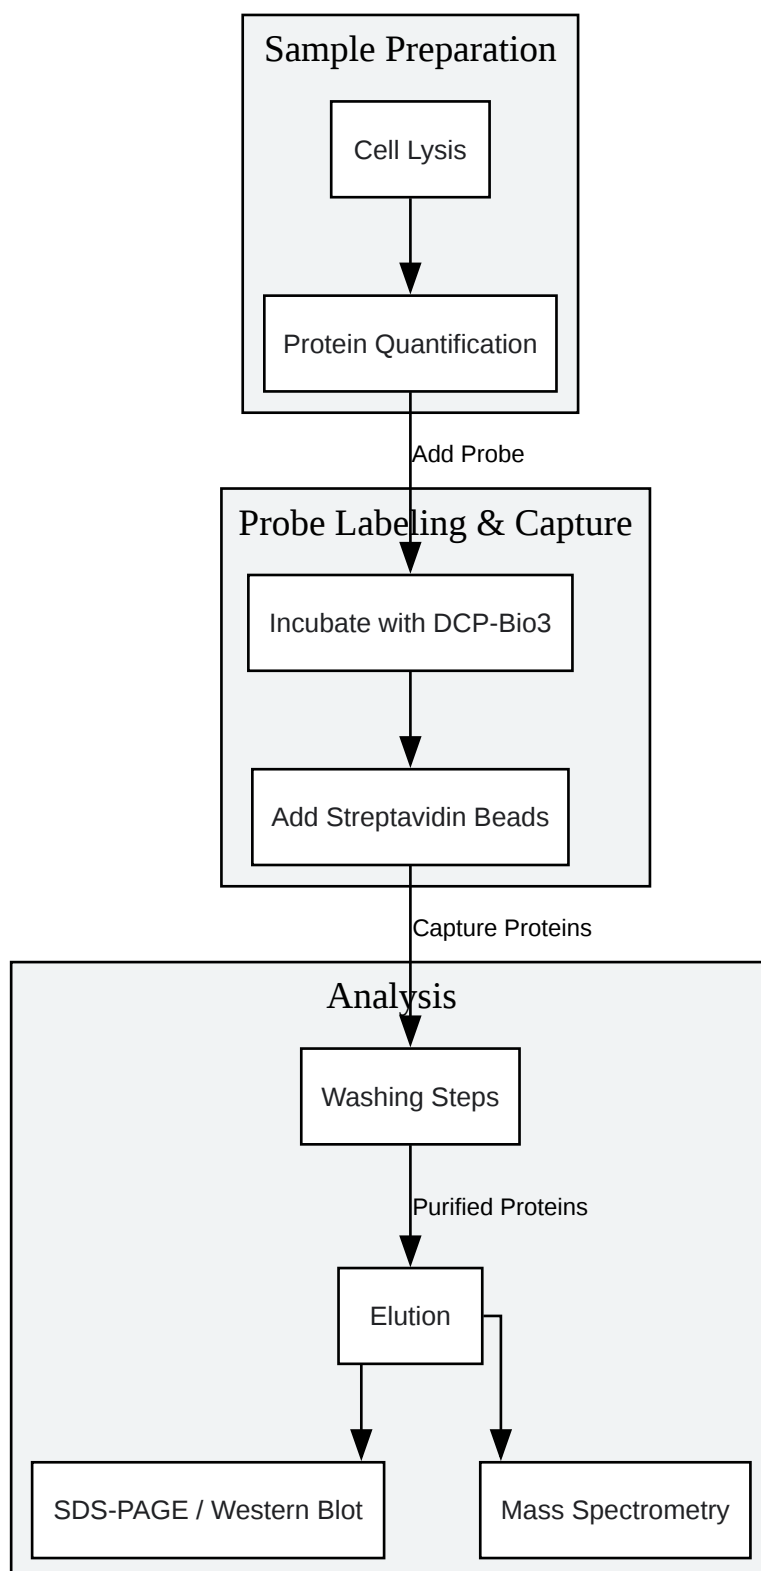 Sample Preparation
Cell Lysis
Protein Quantification
Add Probe
Probe Labeling & Capture
Incubate with DCP-Bio3
Add Streptavidin Beads
Capture Proteins
Analysis
Washing Steps
Purified Proteins
Elution
SDS-PAGE / Western Blot
Mass Spectrometry